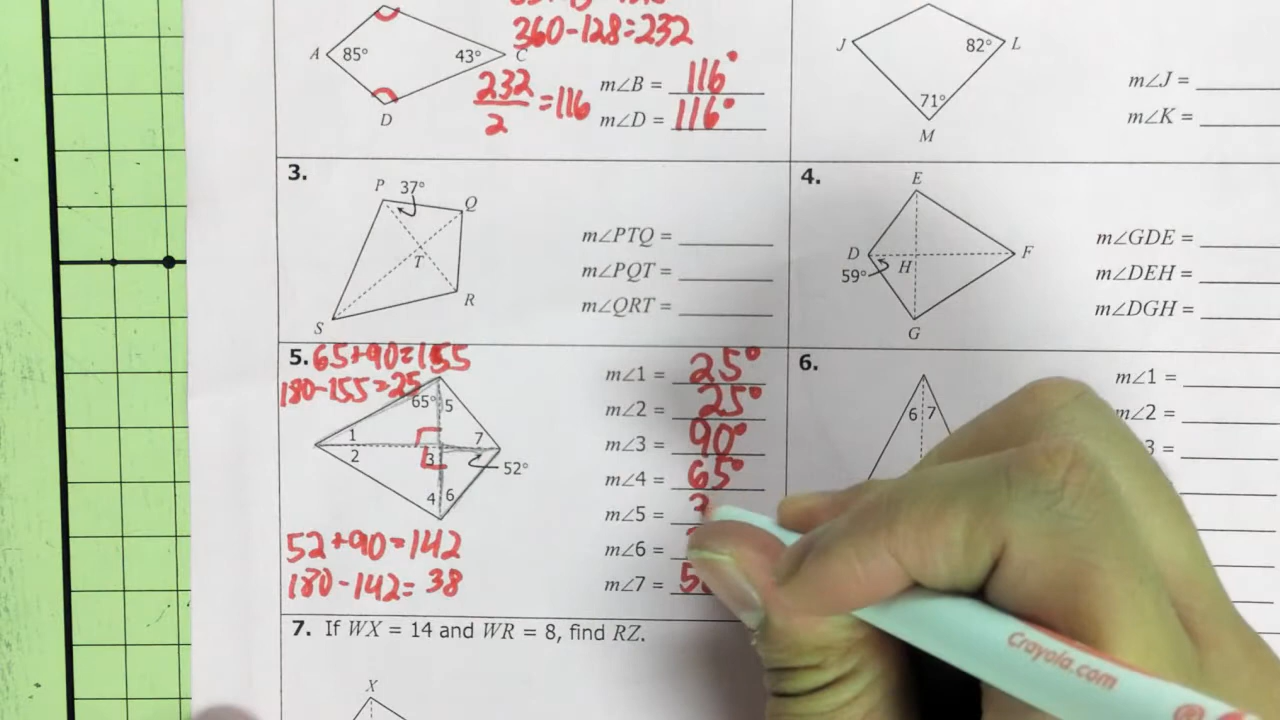 360-128=232
A 85° 43° C
232/2 =116
m∠B = 116°
m∠D = 116°
D
J 82° L
71°
M
m∠J =
m∠K =
3.
P 37° Q
T
S R
m∠PTQ =
m∠PQT =
m∠QRT =
4.
E
D H F
59°
G
m∠GDE =
m∠DEH =
m∠DGH =
5. 65+90=155
180-155=25
65° 5
1 7
2 3 52°
4 6
52+90=142
180-142=38
m∠1 = 25°
m∠2 = 25°
m∠3 = 90°
m∠4 = 65°
m∠5 =
m∠6 =
m∠7 =
6.
6 7
m∠1 =
m∠2 =
3 =
7. If WX = 14 and WR = 8, find RZ.
X
Crayola.com